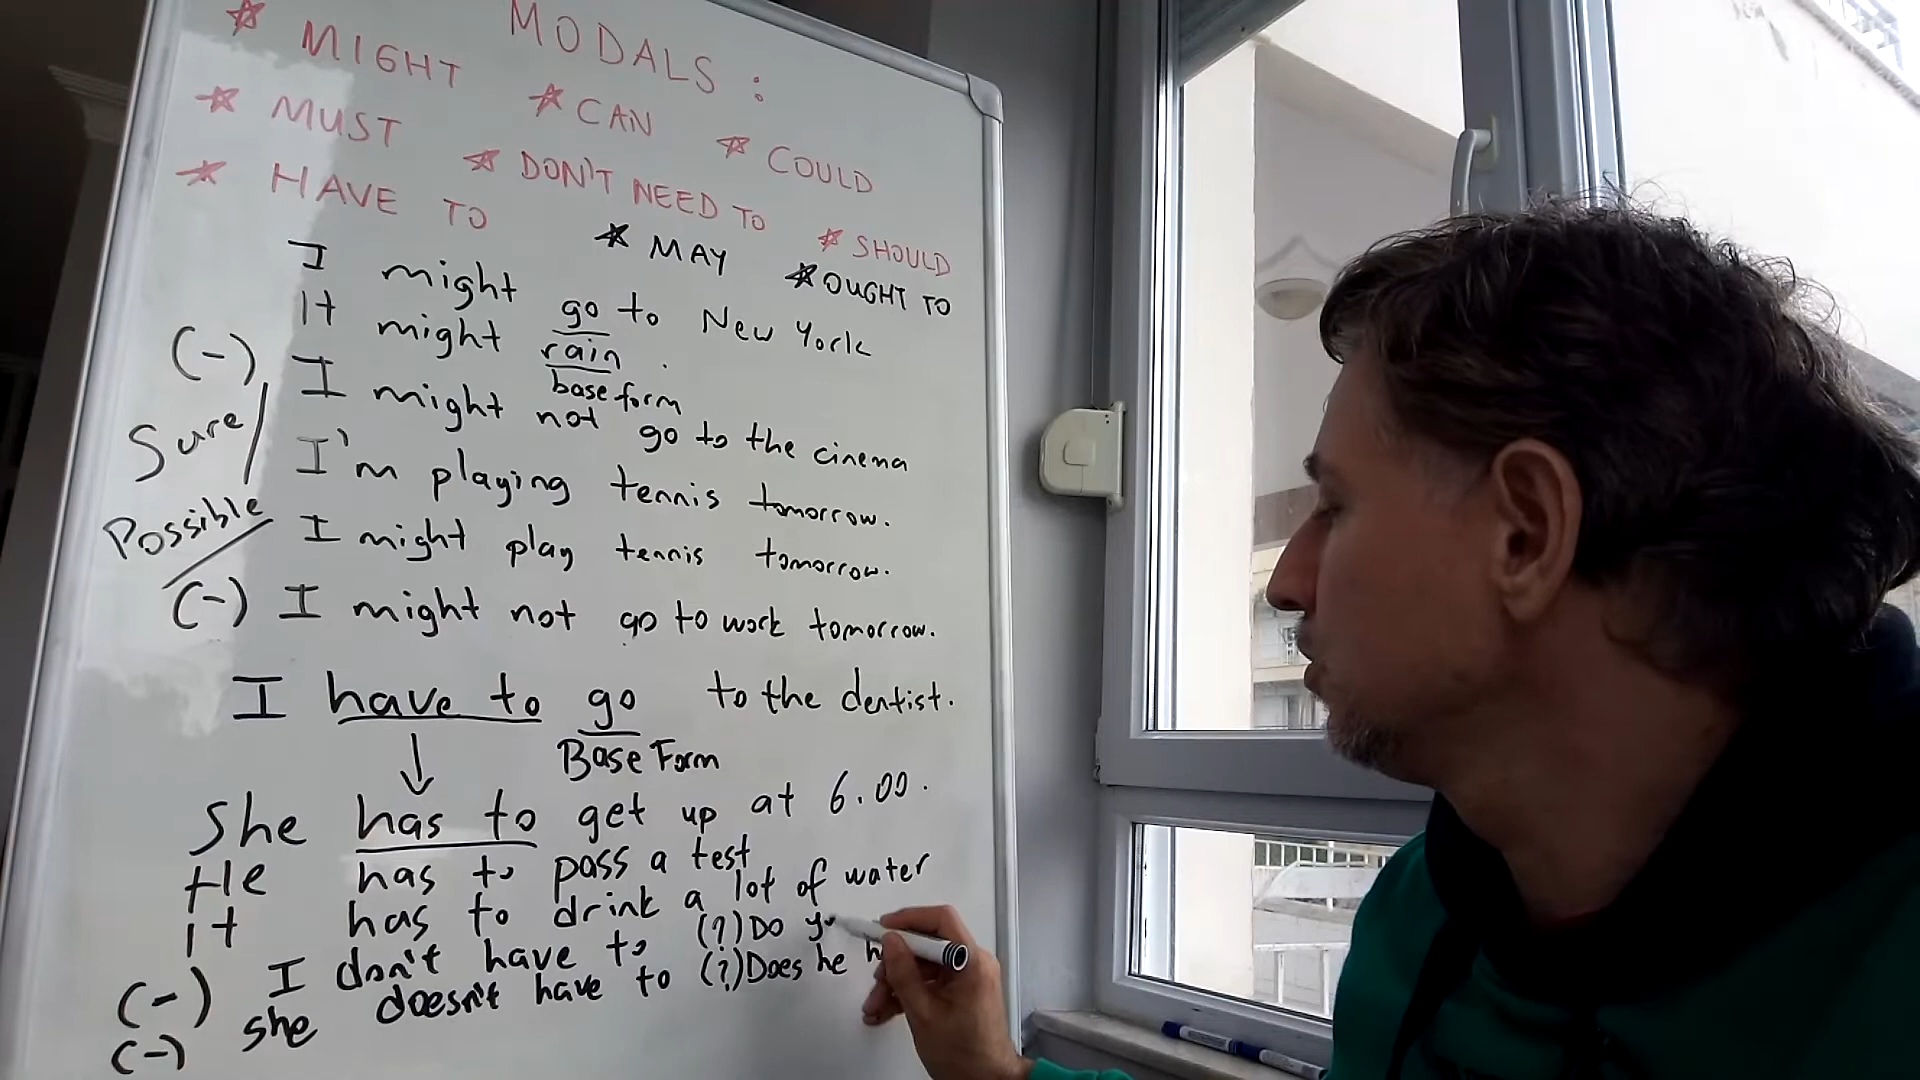 MODALS :
* MIGHT * CAN * COULD
* MUST * DON'T NEED TO * SHOULD
* HAVE TO * MAY * OUGHT TO
I might go to New York
It might rain .
base form
(-) I might not go to the cinema
Sure / I'm playing tennis tomorrow.
Possible / I might play tennis tomorrow.
(-) I might not go to work tomorrow.
I have to go to the dentist.
Base Form
She has to get up at 6.00.
He has to pass a test
It has to drink a lot of water
(-) I don't have to (?) Do
(-) she doesn't have to (?) Does he